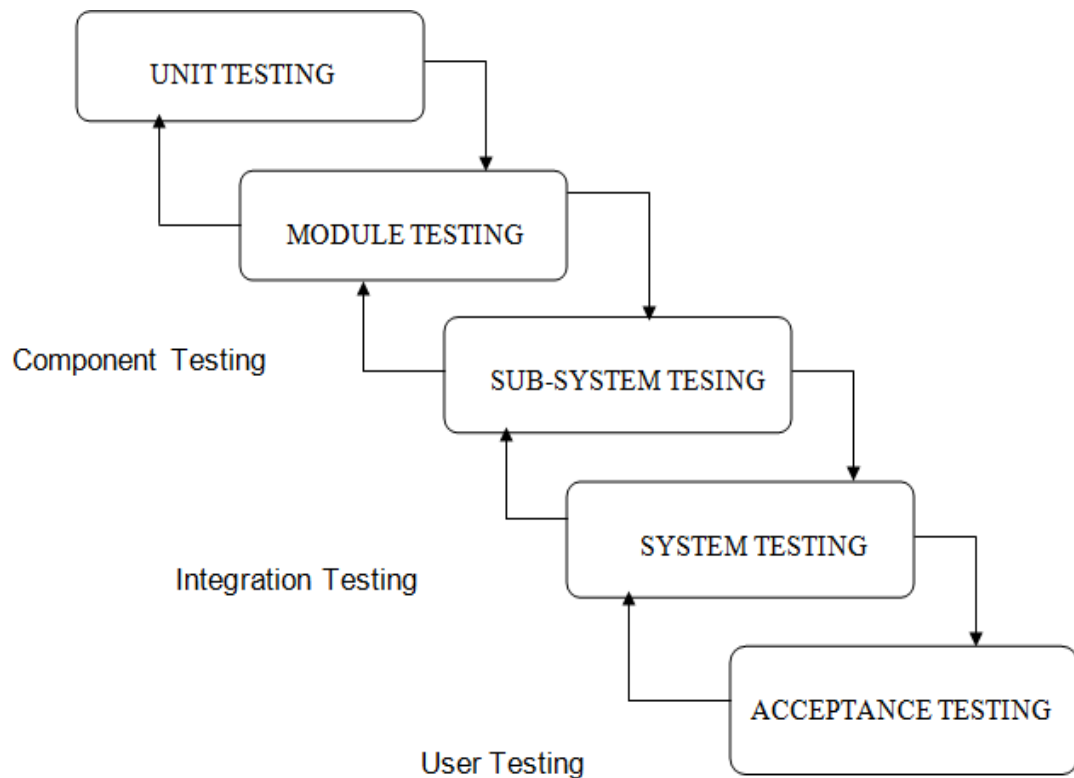 UNIT TESTING
MODULE TESTING
Component Testing
SUB-SYSTEM TESING
SYSTEM TESTING
Integration Testing
ACCEPTANCE TESTING
User Testing